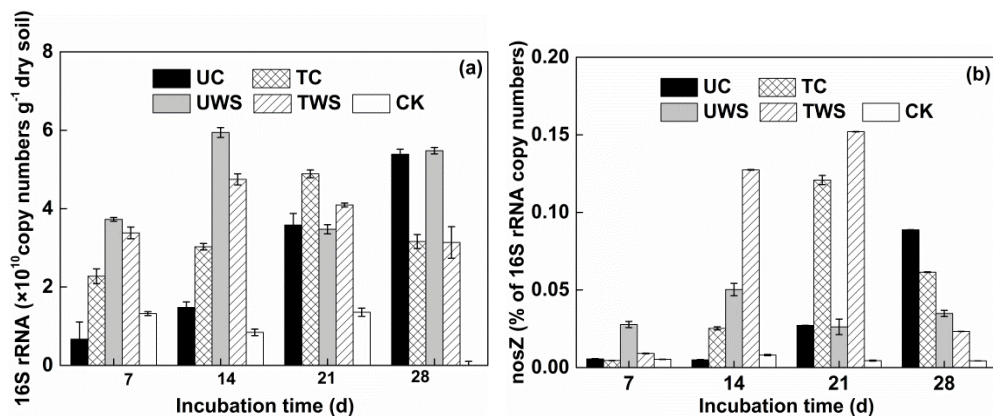 16S rRNA (×10¹⁰copy numbers g⁻¹ dry soil)
8
6
4
2
0
(a)
UC TC
UWS TWS CK
7 14 21 28
Incubation time (d)
nosZ (% of 16S rRNA copy numbers)
0.20
0.15
0.10
0.05
0.00
(b)
UC TC
UWS TWS CK
7 14 21 28
Incubation time (d)